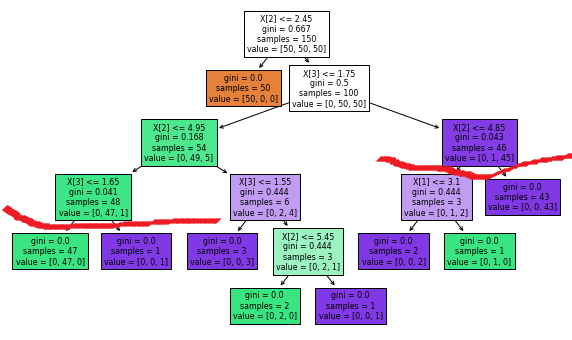 X[2] <= 2.45
gini = 0.667
samples = 150
value = [50, 50, 50]
gini = 0.0
samples = 50
value = [50, 0, 0]
X[3] <= 1.75
gini = 0.5
samples = 100
value = [0, 50, 50]
X[2] <= 4.95
gini = 0.168
samples = 54
value = [0, 49, 5]
X[2] <= 4.85
gini = 0.043
samples = 46
value = [0, 1, 45]
X[3] <= 1.65
gini = 0.041
samples = 48
value = [0, 47, 1]
X[3] <= 1.55
gini = 0.444
samples = 6
value = [0, 2, 4]
X[1] <= 3.1
gini = 0.444
samples = 3
value = [0, 1, 2]
gini = 0.0
samples = 43
value = [0, 0, 43]
gini = 0.0
samples = 47
value = [0, 47, 0]
gini = 0.0
samples = 1
value = [0, 0, 1]
gini = 0.0
samples = 3
value = [0, 0, 3]
X[2] <= 5.45
gini = 0.444
samples = 3
value = [0, 2, 1]
gini = 0.0
samples = 2
value = [0, 0, 2]
gini = 0.0
samples = 1
value = [0, 1, 0]
gini = 0.0
samples = 2
value = [0, 2, 0]
gini = 0.0
samples = 1
value = [0, 0, 1]